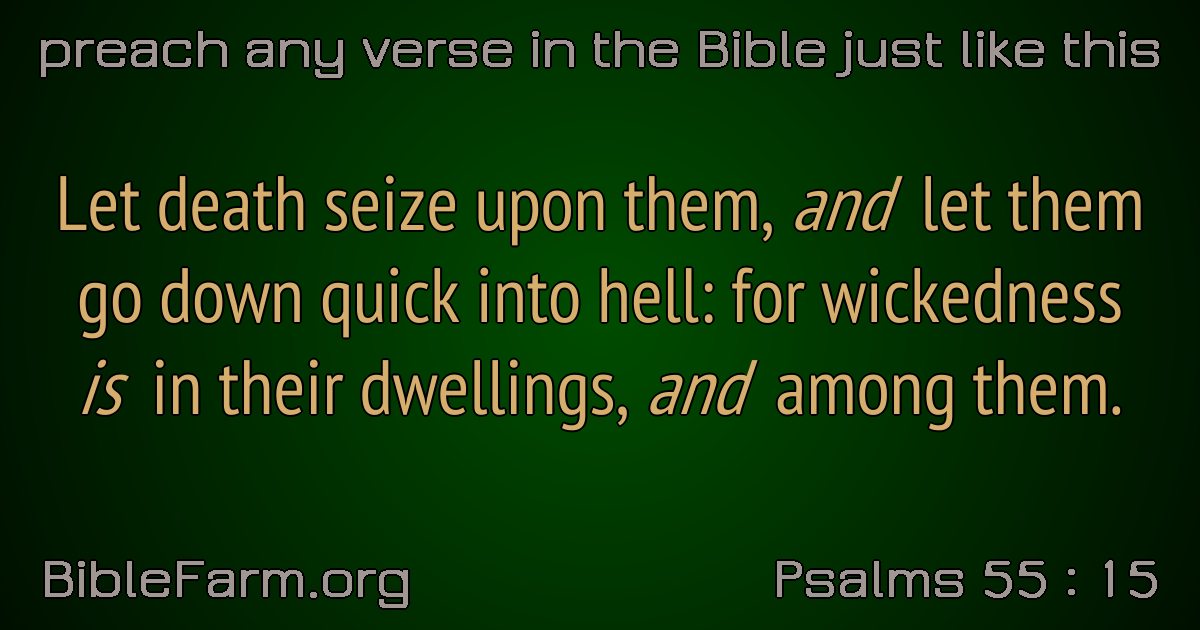 preach any verse in the Bible just like this
Let death seize upon them, and let them
go down quick into hell: for wickedness
is in their dwellings, and among them.
BibleFarm.org
Psalms 55 : 15